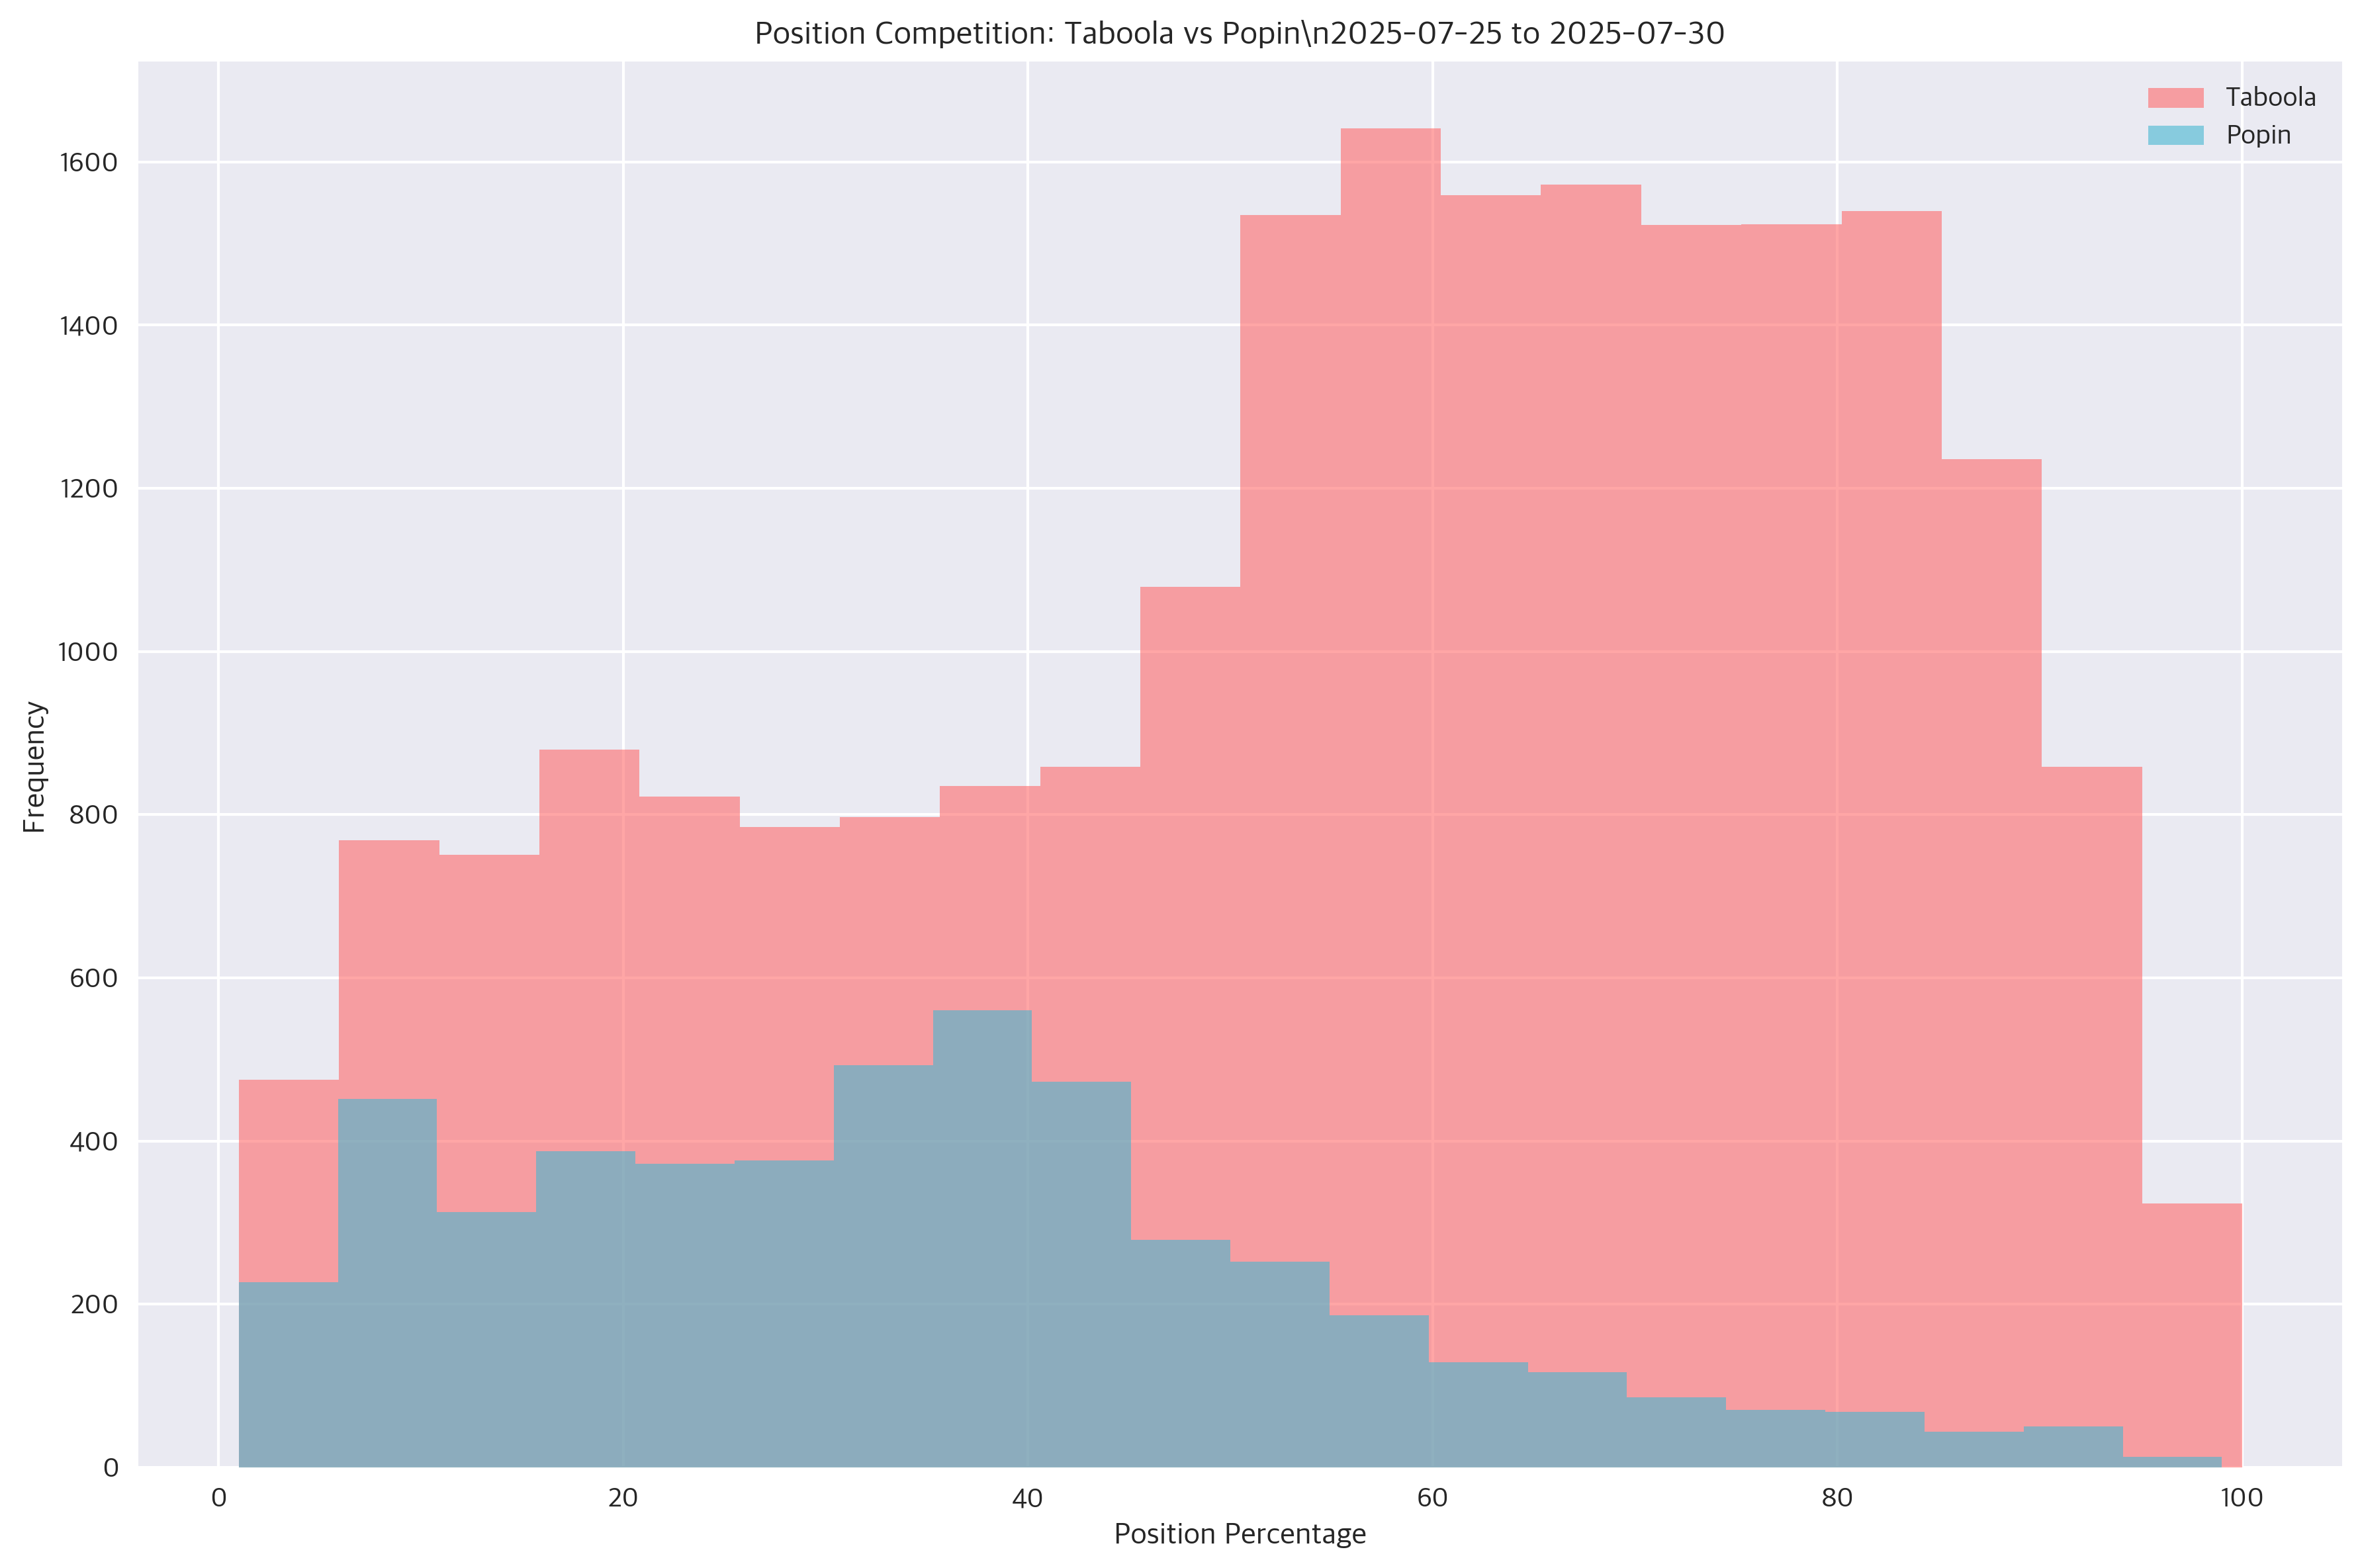 Position Competition: Taboola vs Popin\n2025-07-25 to 2025-07-30
Taboola
Popin
1600
1400
1200
1000
800
600
400
200
0
Frequency
0 20 40 60 80 100
Position Percentage